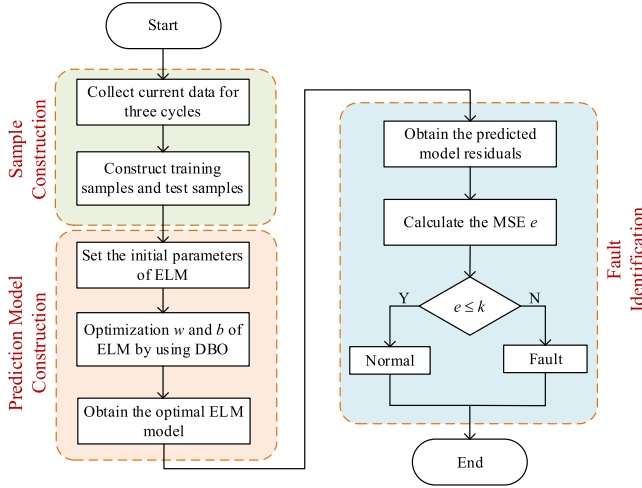 Start
Sample
Construction
Collect current data for
three cycles
Construct training
samples and test samples
Prediction Model
Construction
Set the initial parameters
of ELM
Optimization w and b of
ELM by using DBO
Obtain the optimal ELM
model
Fault
Identification
Obtain the predicted
model residuals
Calculate the MSE e
e ≤ k
Y
N
Normal
Fault
End